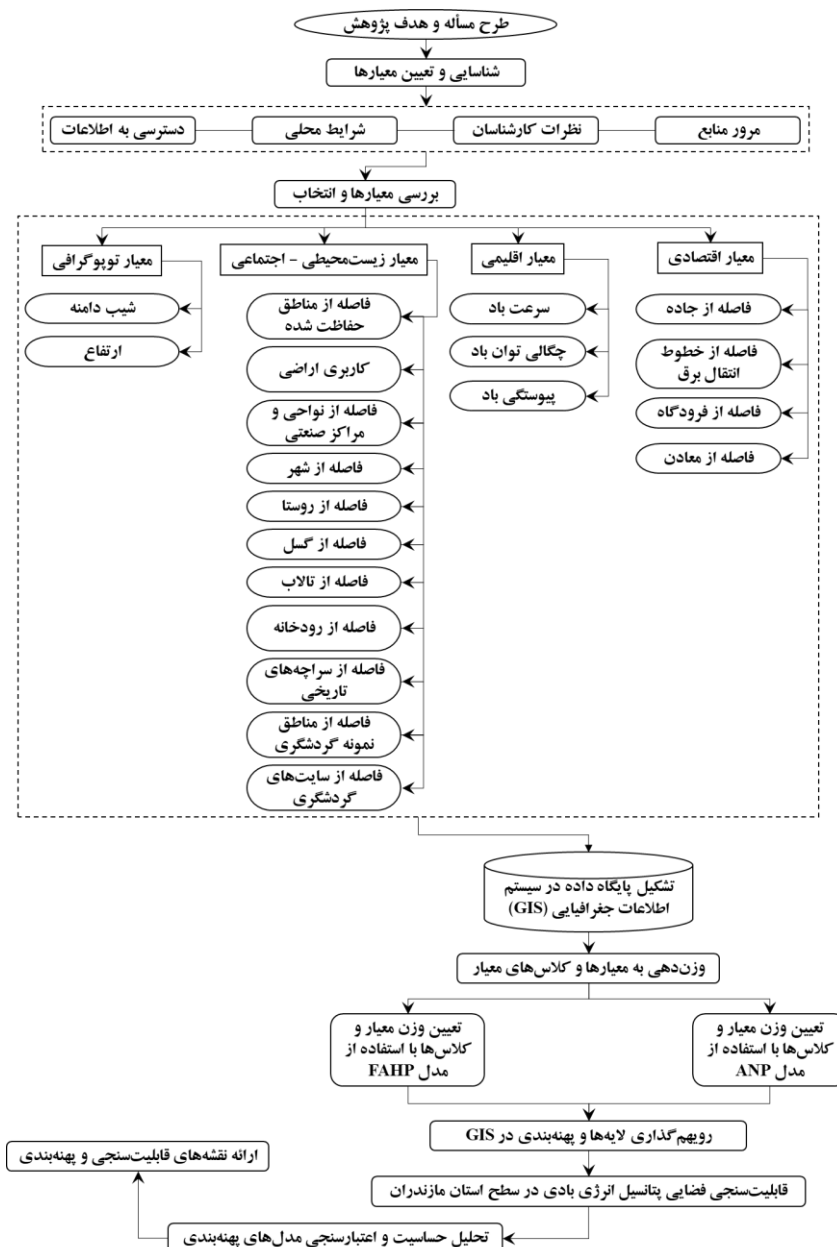 طرح مسأله و هدف پژوهش
شناسایی و تعیین معیارها
مرور منابع
نظرات کارشناسان
شرایط محلی
دسترسی به اطلاعات
بررسی معیارها و انتخاب
معیار اقتصادی
فاصله از جاده
فاصله از خطوط
انتقال برق
فاصله از فرودگاه
فاصله از معادن
معیار اقلیمی
سرعت باد
چگالی توان باد
پیوستگی باد
معیار زیست‌محیطی - اجتماعی
فاصله از مناطق
حفاظت شده
کاربری اراضی
فاصله از نواحی و
مراکز صنعتی
فاصله از شهر
فاصله از روستا
فاصله از گسل
فاصله از تالاب
فاصله از رودخانه
فاصله از سراچه‌های
تاریخی
فاصله از مناطق
نمونه گردشگری
فاصله از سایت‌های
گردشگری
معیار توپوگرافی
شیب دامنه
ارتفاع
تشکیل پایگاه داده در سیستم
اطلاعات جغرافیایی (GIS)
وزن‌دهی به معیارها و کلاس‌های معیار
تعیین وزن معیار و
کلاس‌ها با استفاده از
مدل ANP
تعیین وزن معیار و
کلاس‌ها با استفاده از
مدل FAHP
رویهم‌گذاری لایه‌ها و پهنه‌بندی در GIS
قابلیت‌سنجی فضایی پتانسیل انرژی بادی در سطح استان مازندران
تحلیل حساسیت و اعتبارسنجی مدل‌های پهنه‌بندی
ارائه نقشه‌های قابلیت‌سنجی و پهنه‌بندی